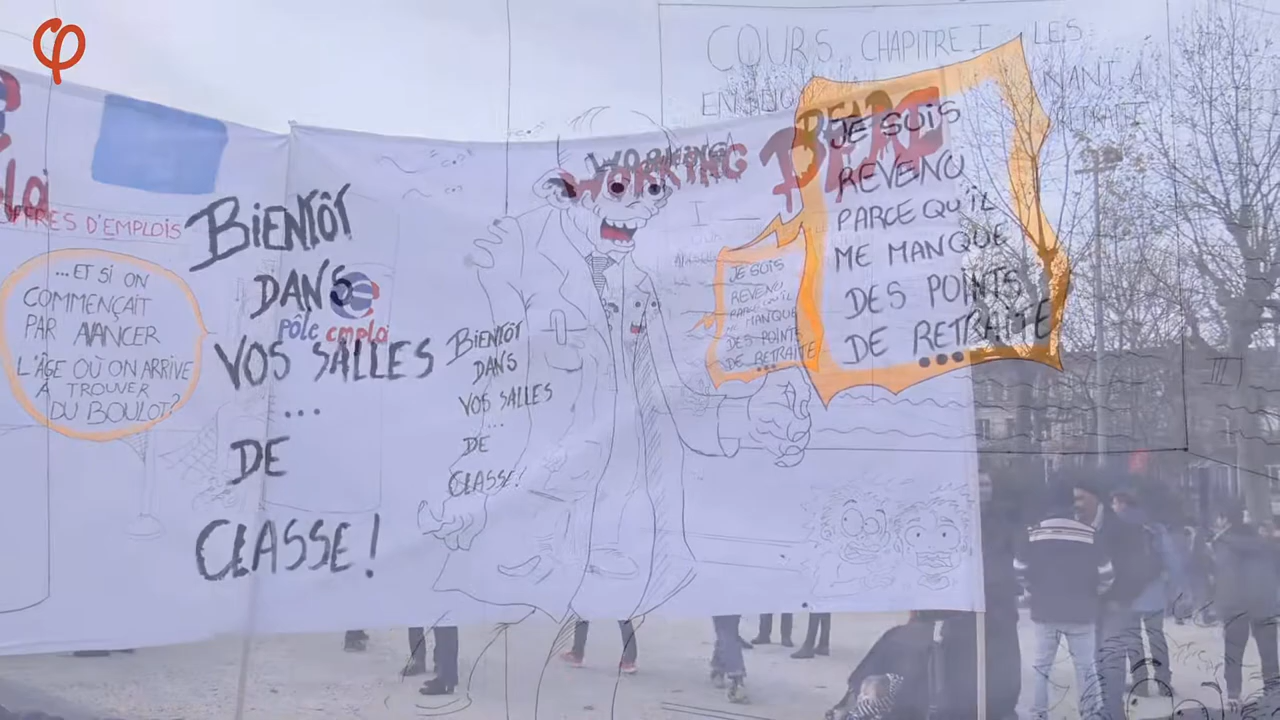 φ
COURS CHAPITRE I LES
WORKING DEAD
OFFRES D'EMPLOIS
...ET SI ON
COMMENÇAIT
PAR AVANCER
L'ÂGE OÙ ON ARRIVE
À TROUVER
DU BOULOT?
BIENTÔT
DANS
VOS SALLES
...
DE
CLASSE!
pôle emploi
BIENTÔT
DANS
VOS SALLES
...
DE
CLASSE!
WORKING
I
JE SUIS
REVENU
PARCE QU'IL
ME MANQUE
DES POINTS
DE RETRAITE
...
JE SUIS
REVENU
PARCE QU'IL
ME MANQUE
DES POINTS
DE RETRAITE
III